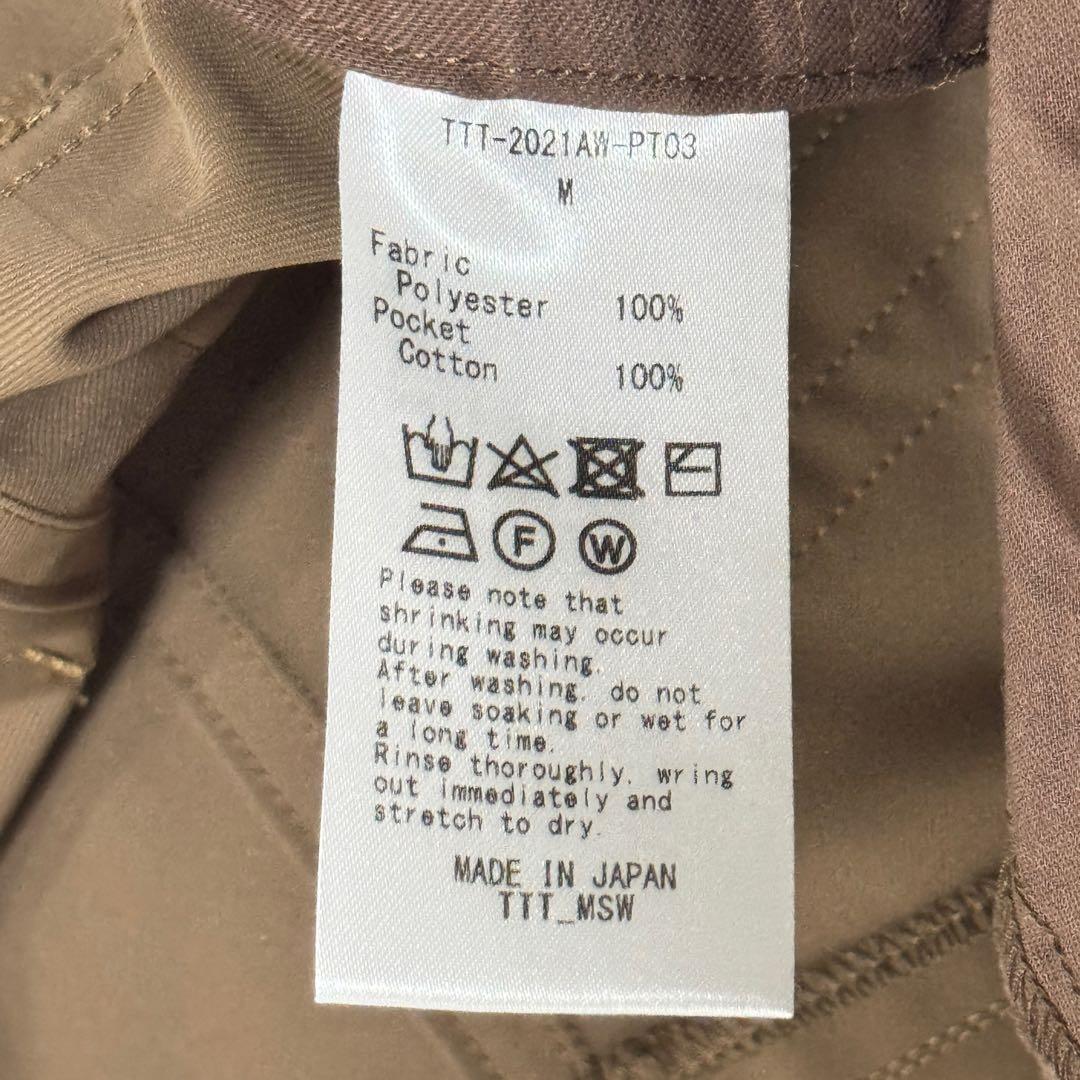 TTT-2021AW-PT03
M
Fabric
Polyester 100%
Pocket
Cotton 100%
F W
Please note that
shrinking may occur
during washing.
After washing, do not
leave soaking or wet for
a long time.
Rinse thoroughly, wring
out immediately and
stretch to dry.
MADE IN JAPAN
TTT_MSW